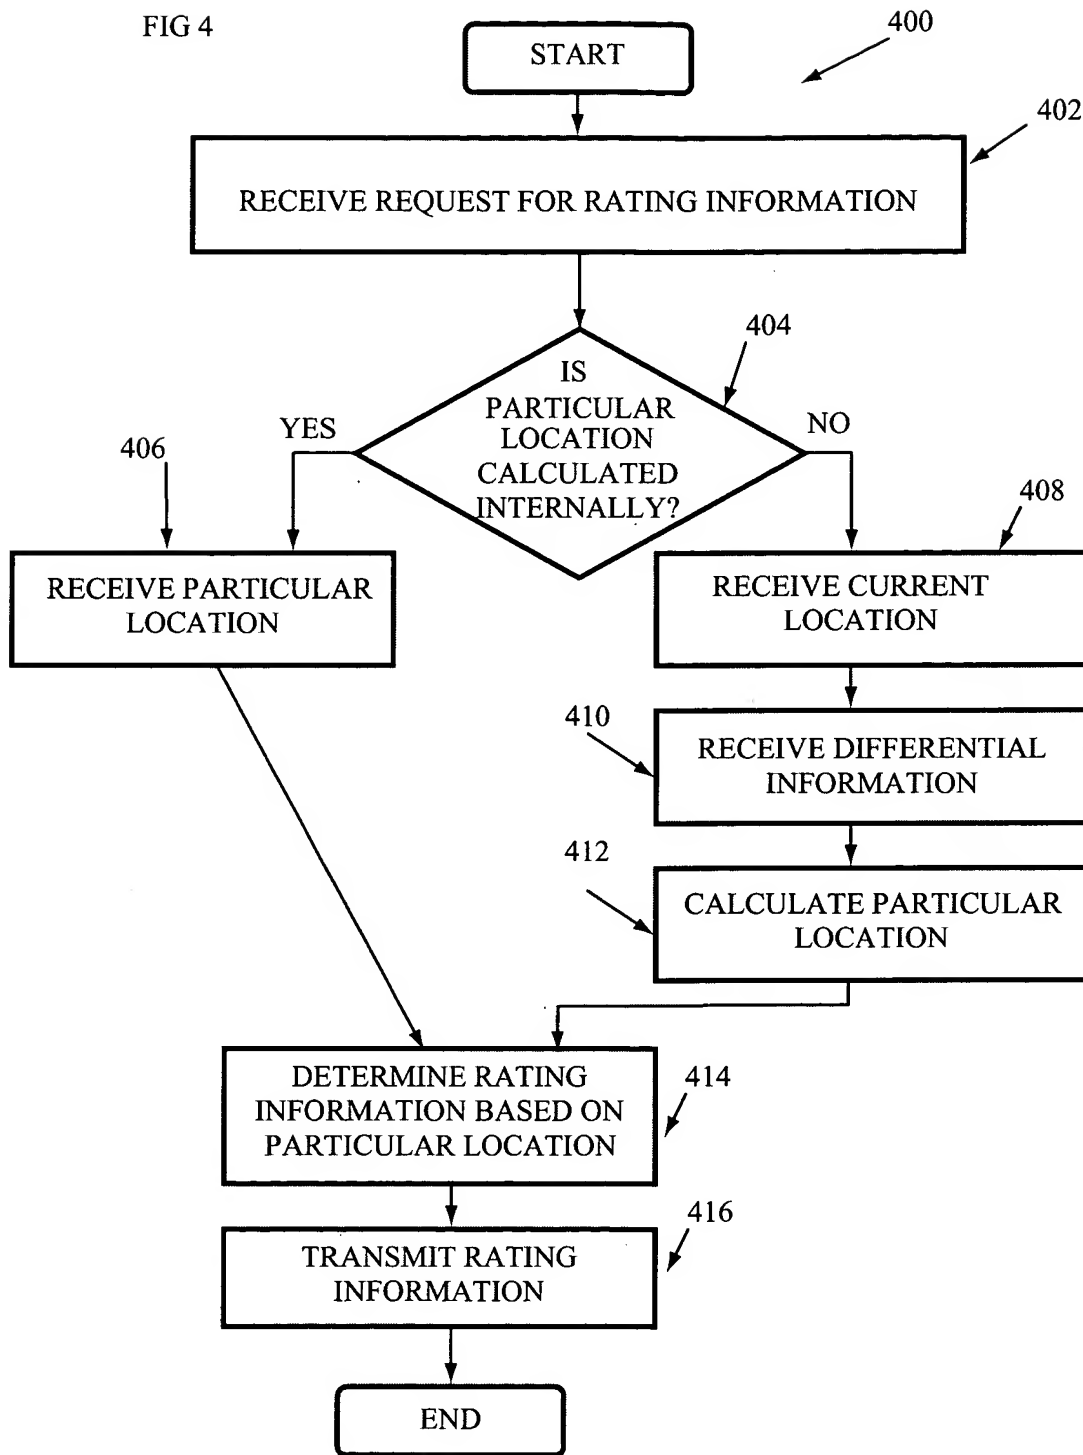 FIG 4
START
400
402
RECEIVE REQUEST FOR RATING INFORMATION
404
IS
PARTICULAR
LOCATION
CALCULATED
INTERNALLY?
YES
NO
406
408
RECEIVE PARTICULAR
LOCATION
RECEIVE CURRENT
LOCATION
410
RECEIVE DIFFERENTIAL
INFORMATION
412
CALCULATE PARTICULAR
LOCATION
DETERMINE RATING
INFORMATION BASED ON
PARTICULAR LOCATION
414
TRANSMIT RATING
INFORMATION
416
END